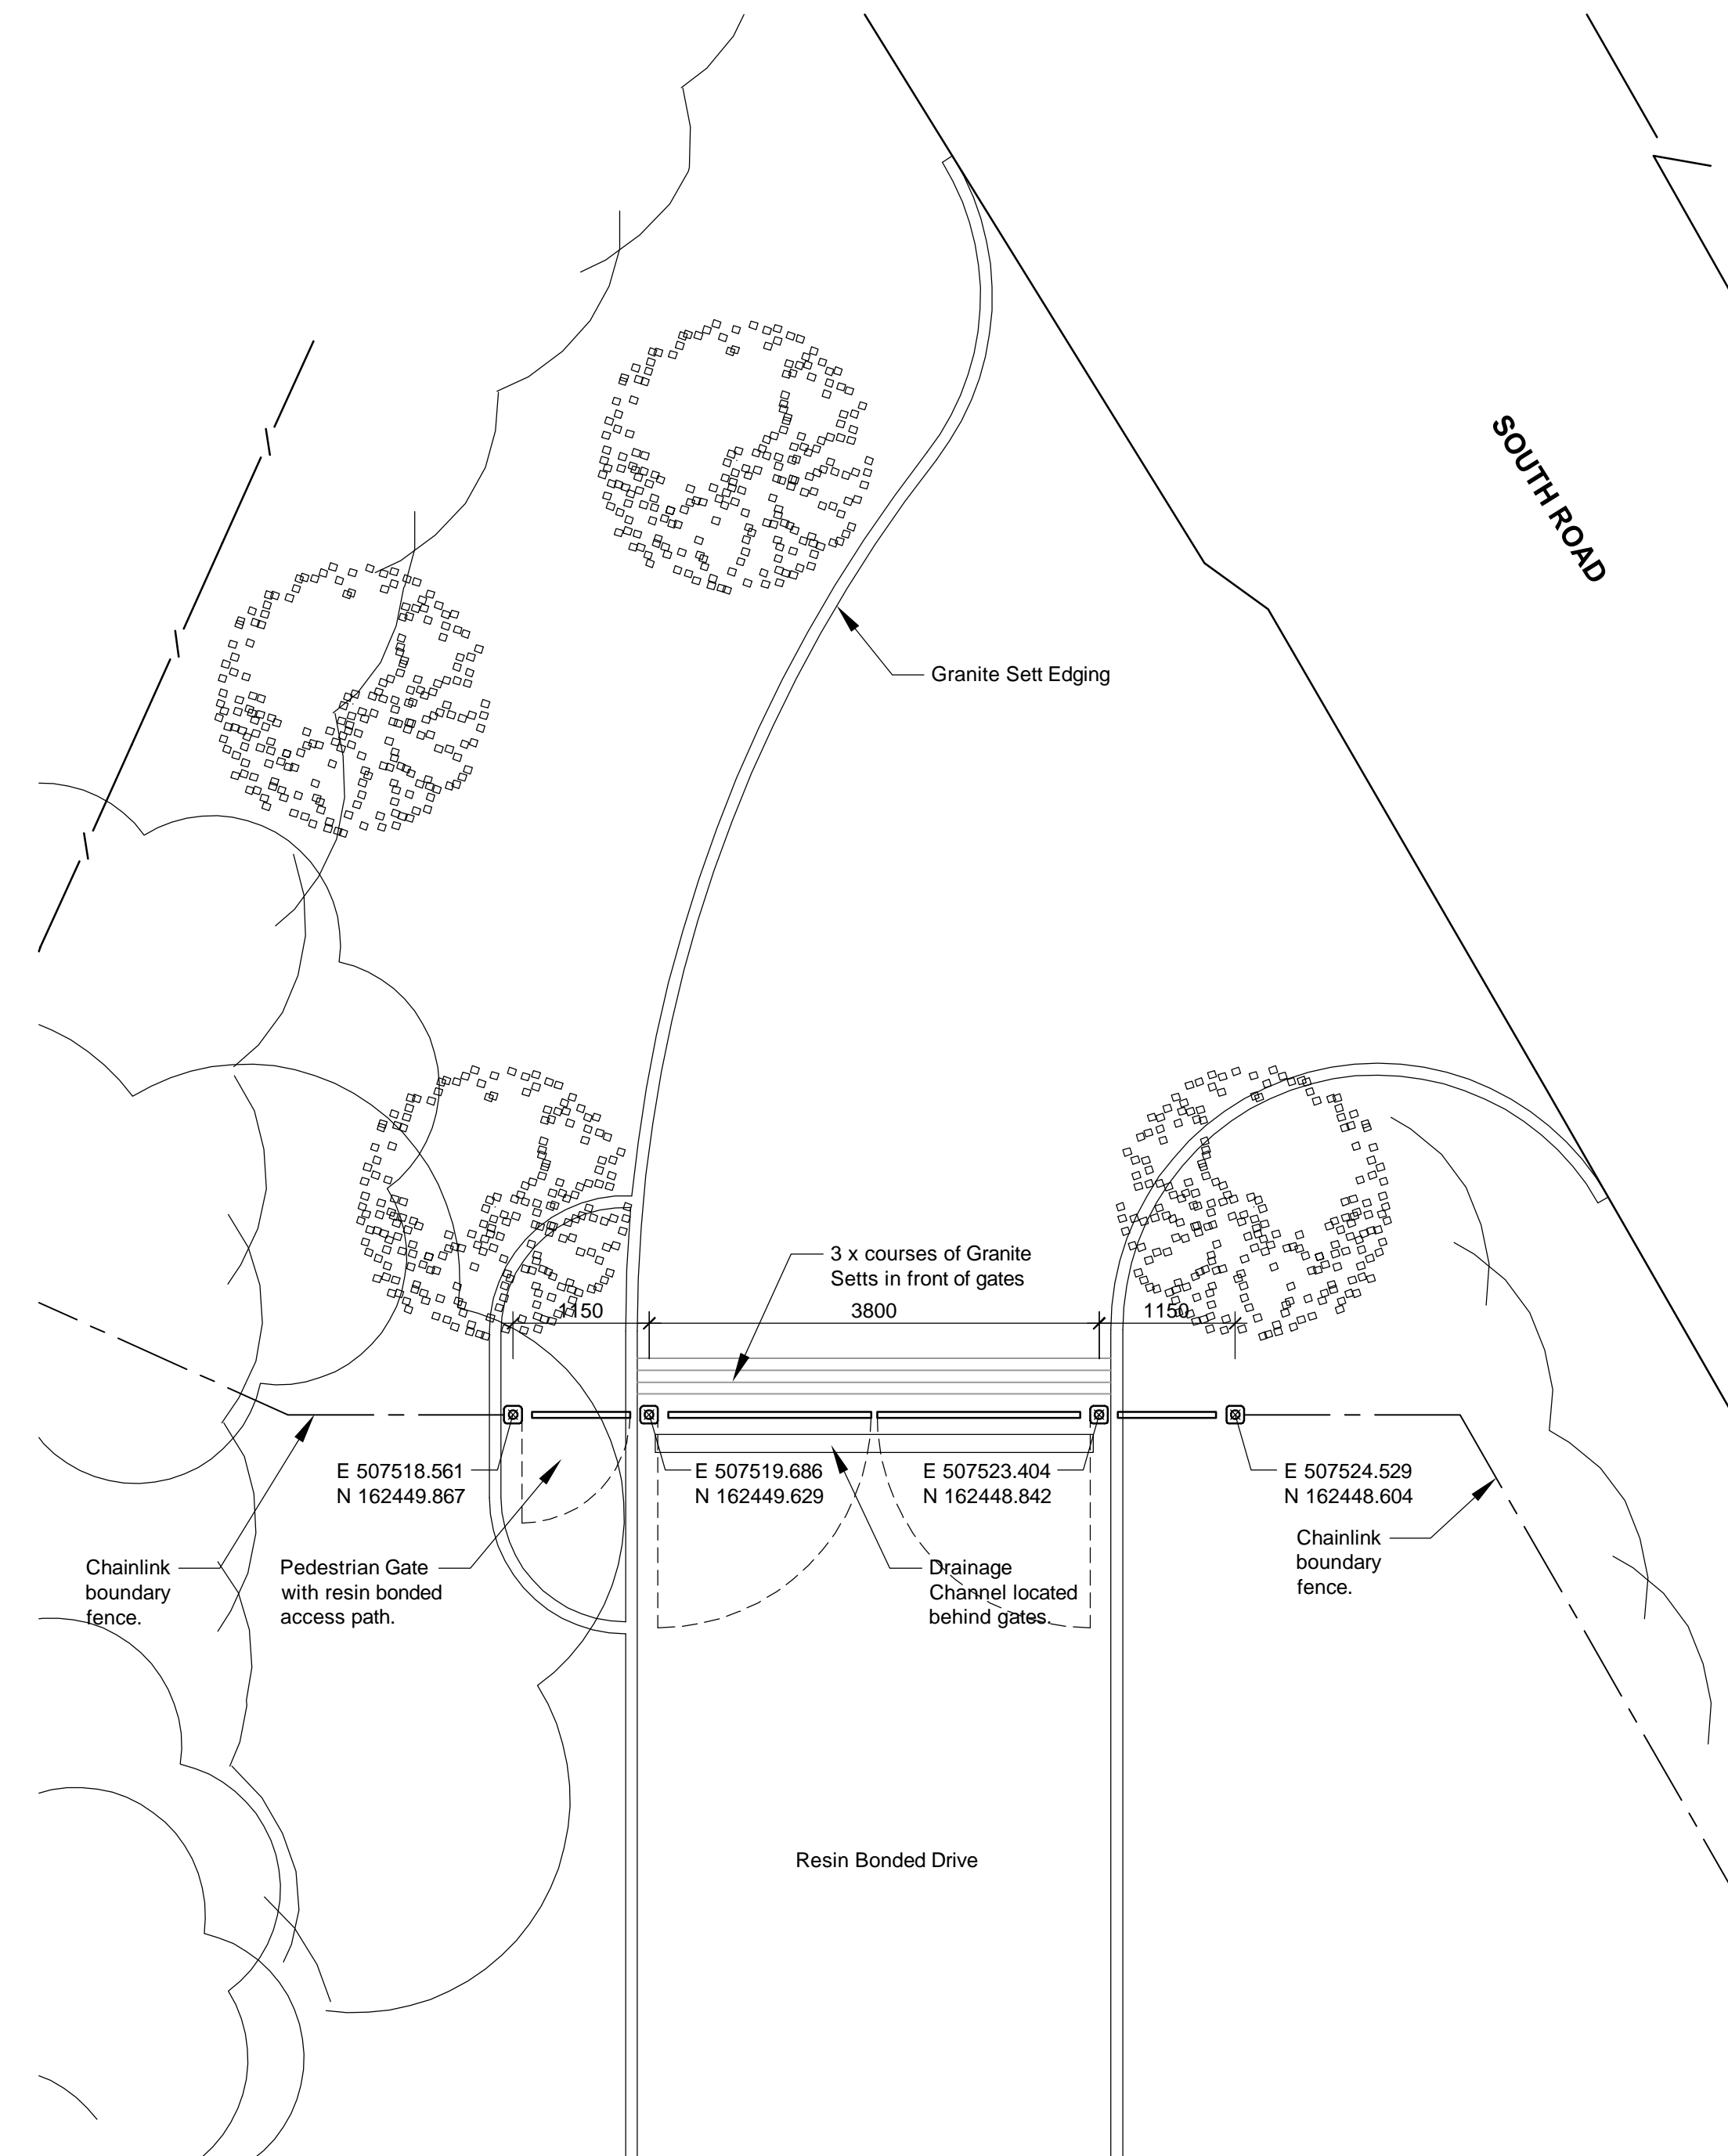 SOUTH ROAD
Granite Sett Edging
3 x courses of Granite
Setts in front of gates
1150
3800
1150
E 507518.561
N 162449.867
E 507519.686
N 162449.629
E 507523.404
N 162448.842
E 507524.529
N 162448.604
Chainlink
boundary
fence.
Pedestrian Gate
with resin bonded
access path.
Drainage
Channel located
behind gates.
Chainlink
boundary
fence.
Resin Bonded Drive